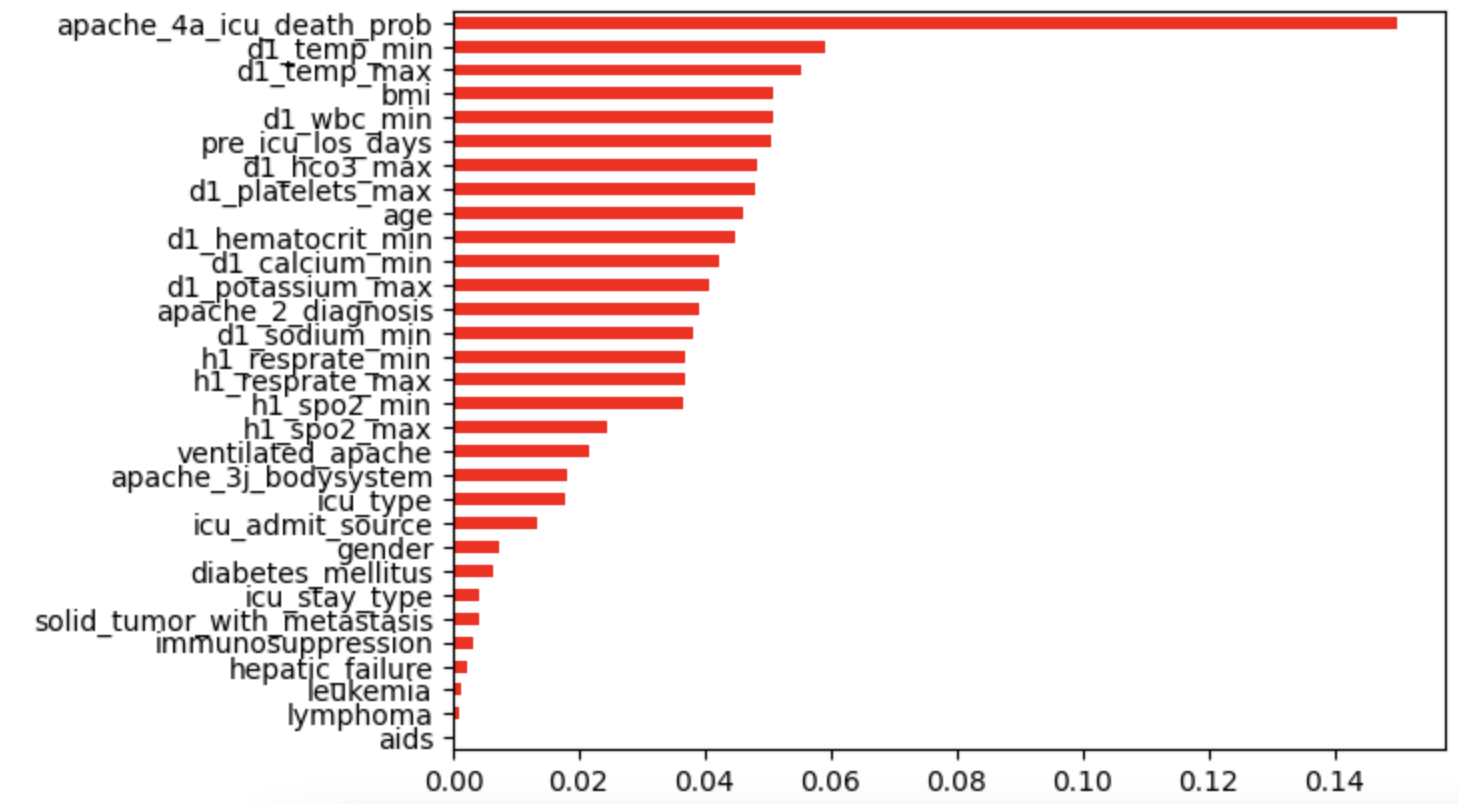 apache_4a_icu_death_prob
d1_temp_min
d1_temp_max
bmi
d1_wbc_min
pre_icu_los_days
d1_hco3_max
d1_platelets_max
age
d1_hematocrit_min
d1_calcium_min
d1_potassium_max
apache_2_diagnosis
d1_sodium_min
h1_resprate_min
h1_resprate_max
h1_spo2_min
h1_spo2_max
ventilated_apache
apache_3j_bodysystem
icu_type
icu_admit_source
gender
diabetes_mellitus
icu_stay_type
solid_tumor_with_metastasis
immunosuppression
hepatic_failure
leukemia
lymphoma
aids
0.00 0.02 0.04 0.06 0.08 0.10 0.12 0.14